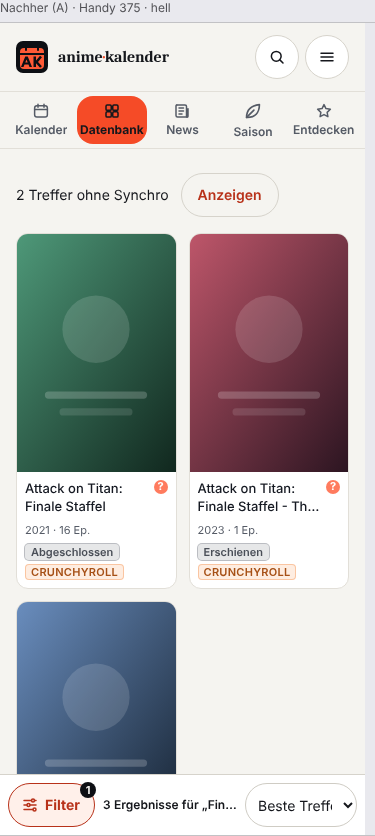 Nachher (A) · Handy 375 · hell
AK
anime·kalender
Kalender
Datenbank
News
Saison
Entdecken
2 Treffer ohne Synchro
Anzeigen
Attack on Titan:
Finale Staffel
?
2021 · 16 Ep.
Abgeschlossen
CRUNCHYROLL
Attack on Titan:
Finale Staffel - Th...
?
2023 · 1 Ep.
Erschienen
CRUNCHYROLL
Filter
1
3 Ergebnisse für „Fin...
Beste Treff